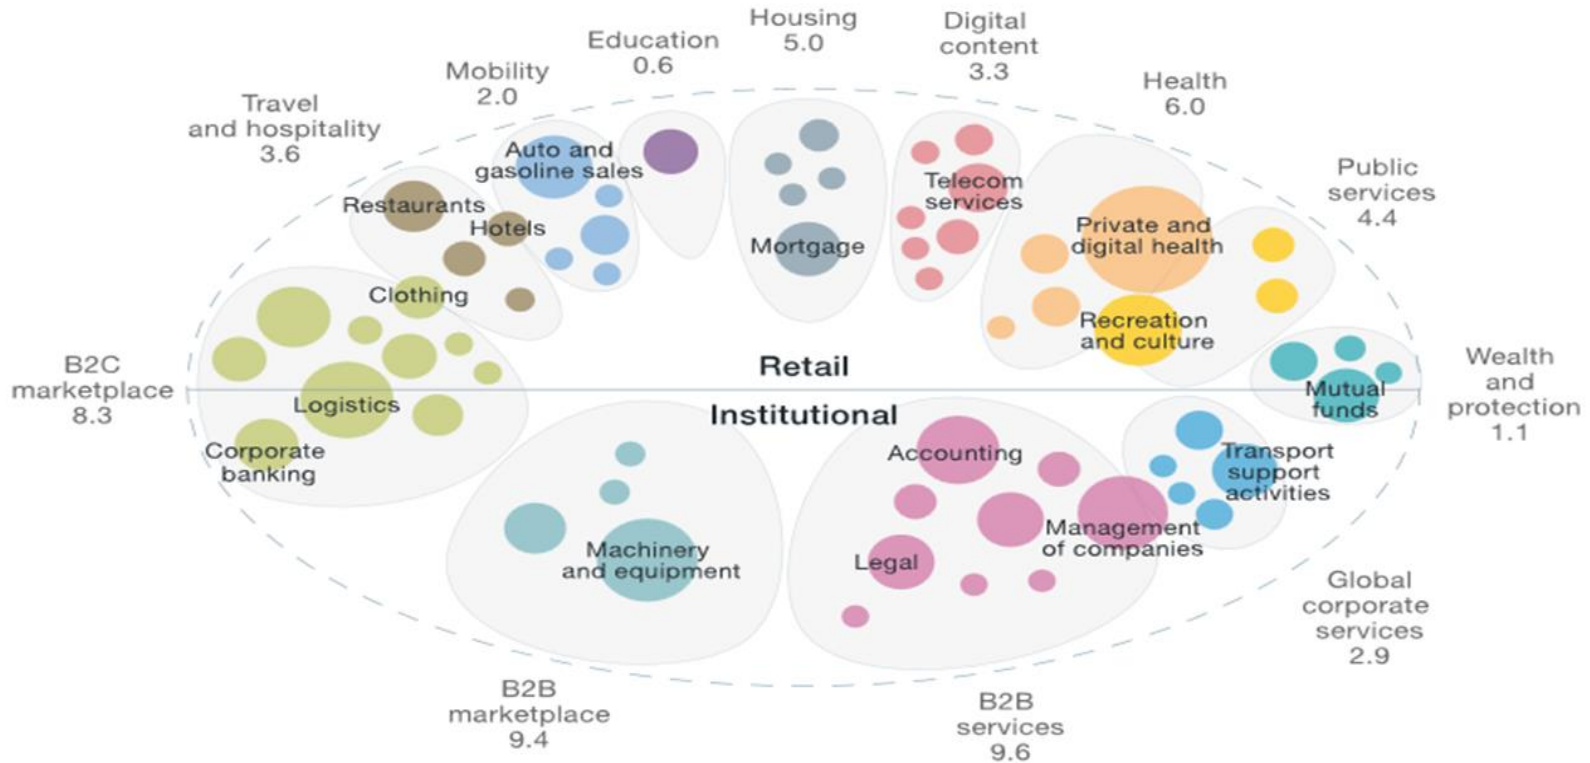 Housing
5.0
Digital
content
3.3
Education
0.6
Mobility
2.0
Health
6.0
Travel
and hospitality
3.6
Public
services
4.4
Auto and
gasoline sales
Restaurants
Hotels
Telecom
services
Private and
digital health
Mortgage
Clothing
Recreation
and culture
B2C
marketplace
8.3
Retail
Wealth
and
protection
1.1
Logistics
Mutual
funds
Institutional
Corporate
banking
Accounting
Transport
support
activities
Machinery
and equipment
Management
of companies
Legal
Global
corporate
services
2.9
B2B
marketplace
9.4
B2B
services
9.6